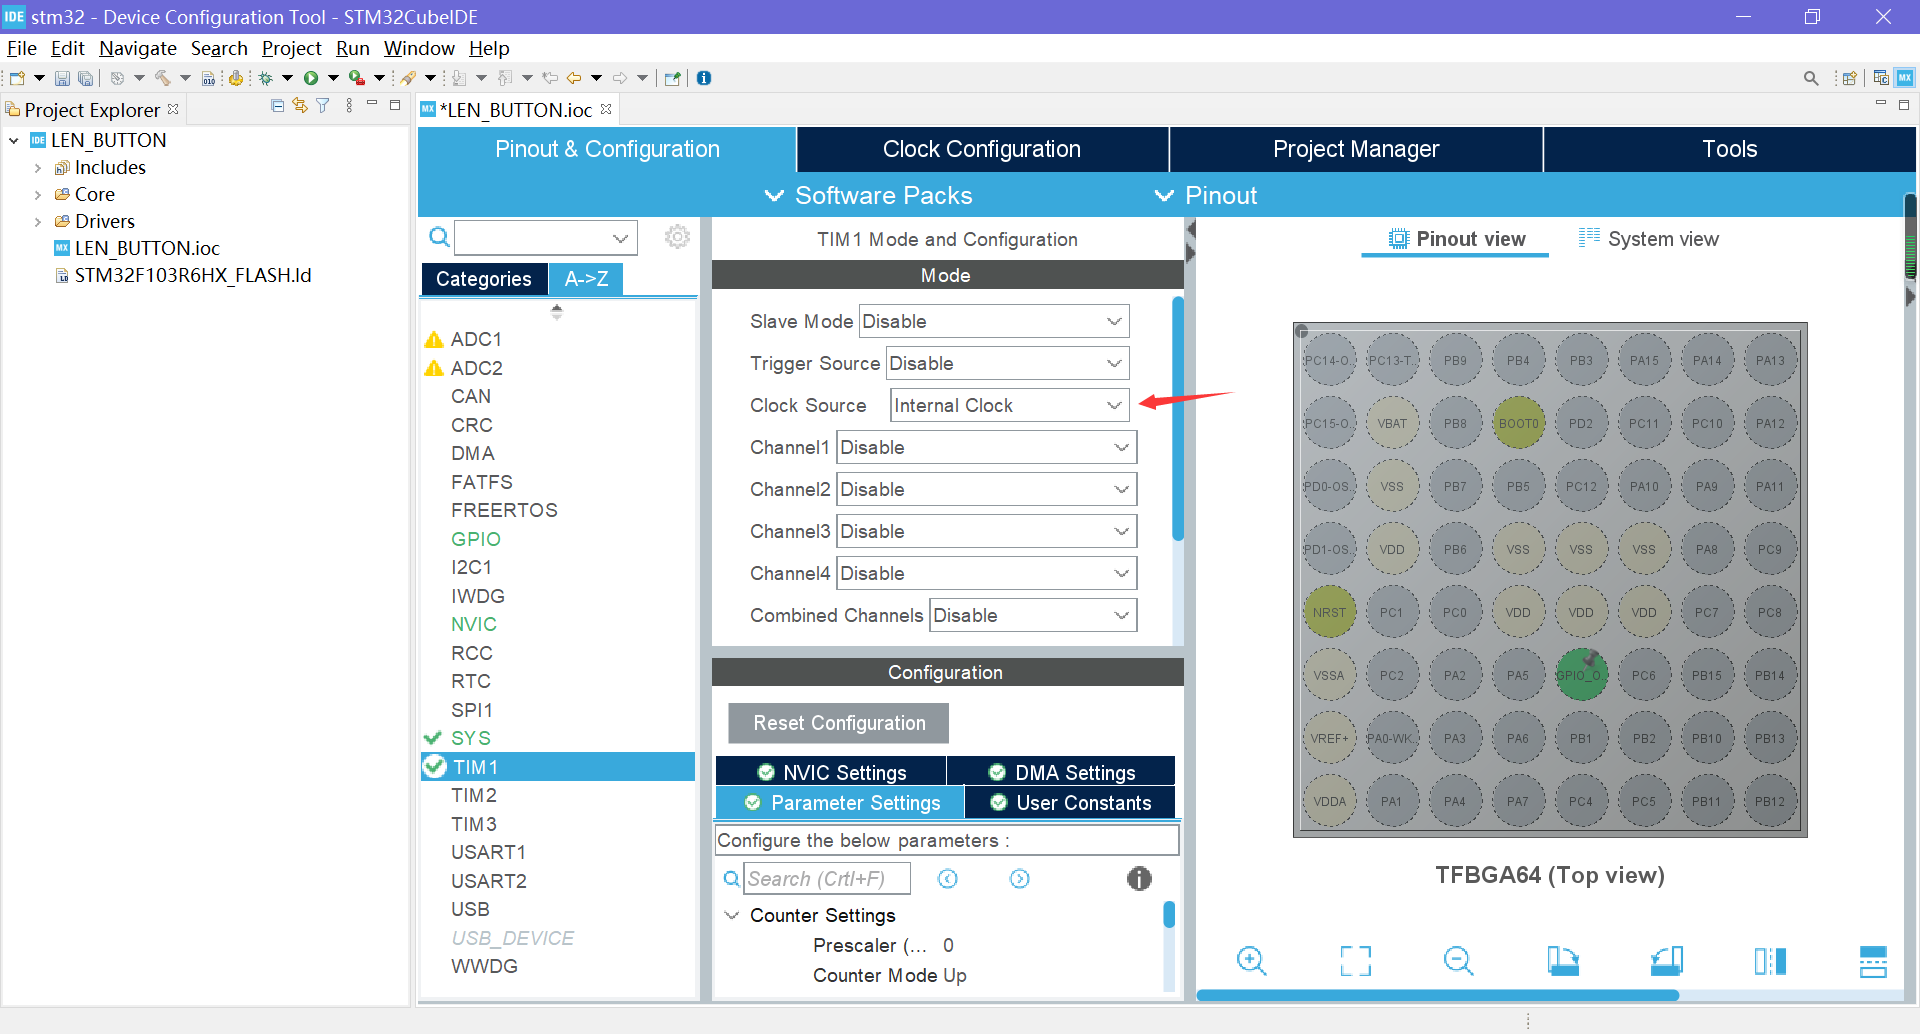 IDE stm32 - Device Configuration Tool - STM32CubeIDE
File Edit Navigate Search Project Run Window Help
Project Explorer
*LEN_BUTTON.ioc
LEN_BUTTON
Includes
Core
Drivers
LEN_BUTTON.ioc
STM32F103R6HX_FLASH.ld
Pinout & Configuration
Clock Configuration
Project Manager
Tools
Software Packs
Pinout
Categories
A->Z
ADC1
ADC2
CAN
CRC
DMA
FATFS
FREERTOS
GPIO
I2C1
IWDG
NVIC
RCC
RTC
SPI1
SYS
TIM1
TIM2
TIM3
USART1
USART2
USB
USB_DEVICE
WWDG
TIM1 Mode and Configuration
Mode
Slave Mode Disable
Trigger Source Disable
Clock Source Internal Clock
Channel1 Disable
Channel2 Disable
Channel3 Disable
Channel4 Disable
Combined Channels Disable
Configuration
Reset Configuration
NVIC Settings
DMA Settings
Parameter Settings
User Constants
Configure the below parameters :
Search (CrtI+F)
Counter Settings
Prescaler (... 0
Counter Mode Up
Pinout view
System view
PC14-O.. PC13-T.. PB9 PB4 PB3 PA15 PA14 PA13
PC15-O.. VBAT PB8 BOOT0 PD2 PC11 PC10 PA12
PD0-OS.. VSS PB7 PB5 PC12 PA10 PA9 PA11
PD1-OS.. VDD PB6 VSS VSS VSS PA8 PC9
NRST PC1 PC0 VDD VDD VDD PC7 PC8
VSSA PC2 PA2 PA5 GPIO_O.. PC6 PB15 PB14
VREF+ PA0-WK.. PA3 PA6 PB1 PB2 PB10 PB13
VDDA PA1 PA4 PA7 PC4 PC5 PB11 PB12
TFBGA64 (Top view)